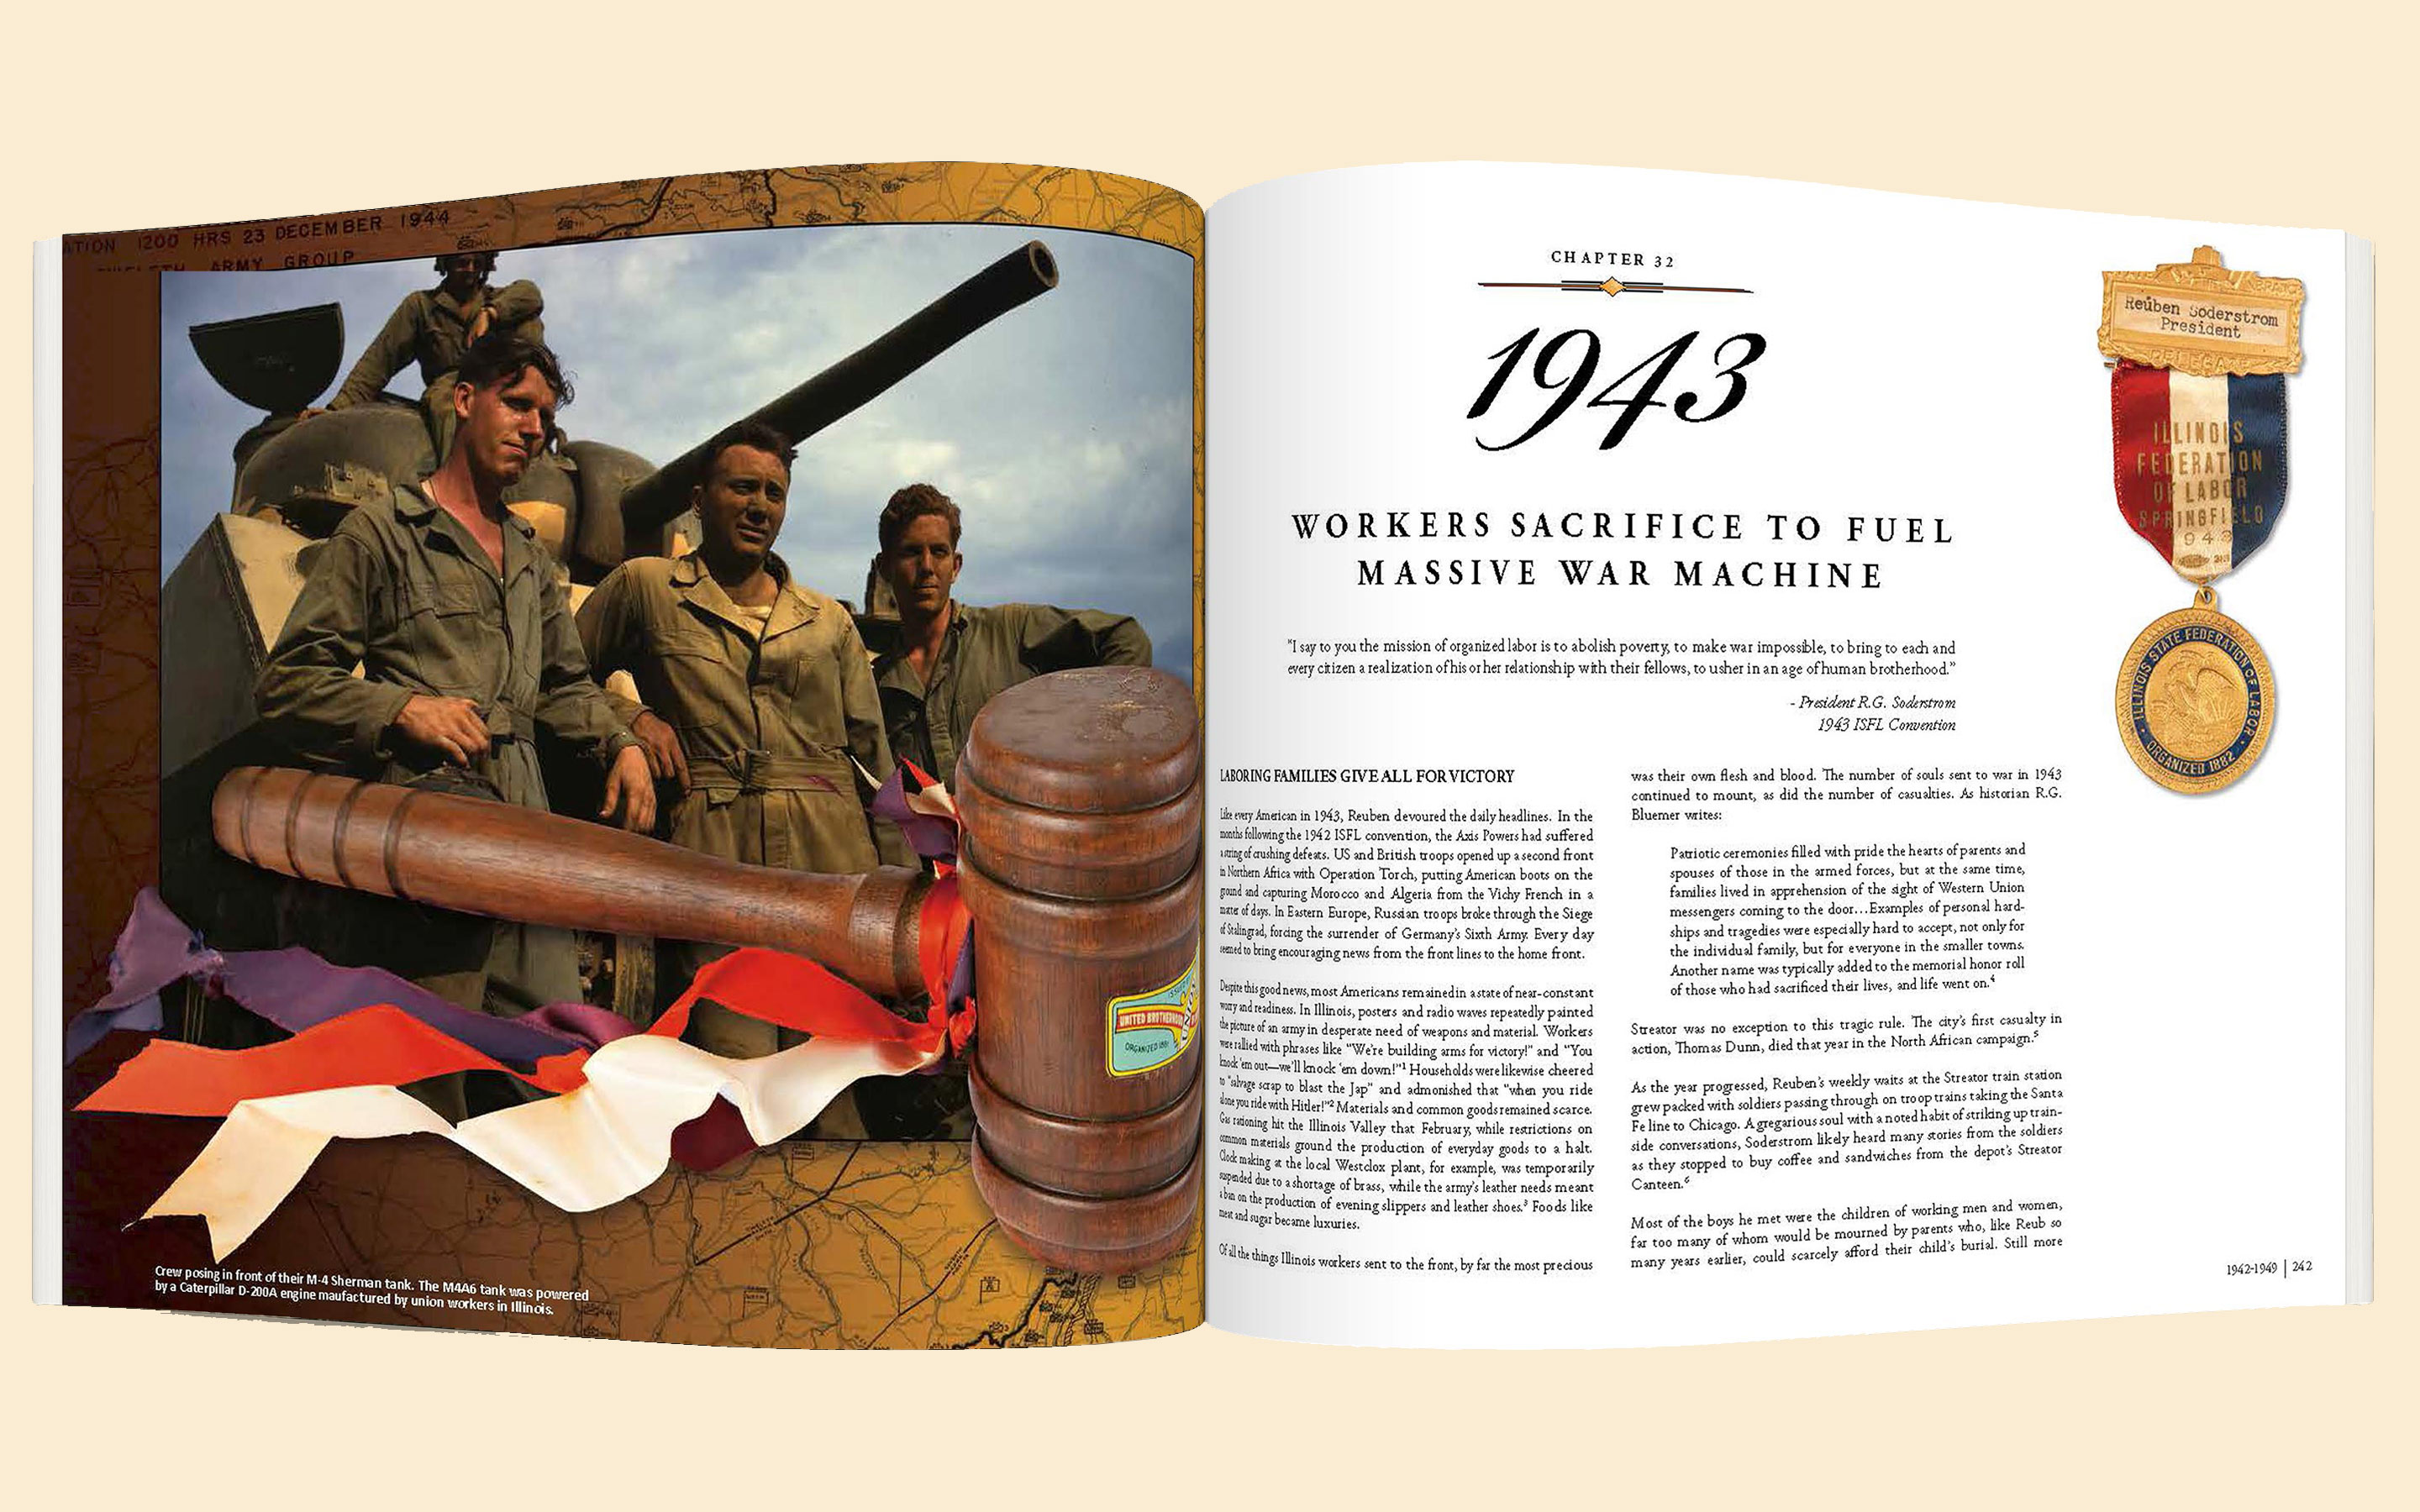 ATION 1200 HRS 23 DECEMBER 1944
ARMY GROUP
UNITED BROTHERHOOD
ORGANIZED 1881
Crew posing in front of their M-4 Sherman tank. The M4A6 tank was powered
by a Caterpillar D-200A engine maufactured by union workers in Illinois.
CHAPTER 32
1943
WORKERS SACRIFICE TO FUEL
MASSIVE WAR MACHINE
"I say to you the mission of organized labor is to abolish poverty, to make war impossible, to bring to each and
every citizen a realization of his or her relationship with their fellows, to usher in an age of human brotherhood."
- President R.G. Soderstrom
1943 ISFL Convention
LABORING FAMILIES GIVE ALL FOR VICTORY
Like every American in 1943, Reuben devoured the daily headlines. In the
months following the 1942 ISFL convention, the Axis Powers had suffered
a string of crushing defeats. US and British troops opened up a second front
in Northern Africa with Operation Torch, putting American boots on the
ground and capturing Morocco and Algeria from the Vichy French in a
matter of days. In Eastern Europe, Russian troops broke through the Siege
of Stalingrad, forcing the surrender of Germany's Sixth Army. Every day
seemed to bring encouraging news from the front lines to the home front.
Despite this good news, most Americans remained in a state of near-constant
worry and readiness. In Illinois, posters and radio waves repeatedly painted
the picture of an army in desperate need of weapons and material. Workers
were rallied with phrases like "We're building arms for victory!" and "You
knock 'em out—we'll knock 'em down!"1 Households were likewise cheered
to "salvage scrap to blast the Jap" and admonished that "when you ride
alone you ride with Hitler!"2 Materials and common goods remained scarce.
Gas rationing hit the Illinois Valley that February, while restrictions on
common materials ground the production of everyday goods to a halt.
Clock making at the local Westclox plant, for example, was temporarily
suspended due to a shortage of brass, while the army's leather needs meant
a ban on the production of evening slippers and leather shoes.3 Foods like
meat and sugar became luxuries.
Of all the things Illinois workers sent to the front, by far the most precious
was their own flesh and blood. The number of souls sent to war in 1943
continued to mount, as did the number of casualties. As historian R.G.
Bluemer writes:
Patriotic ceremonies filled with pride the hearts of parents and
spouses of those in the armed forces, but at the same time,
families lived in apprehension of the sight of Western Union
messengers coming to the door…Examples of personal hard-
ships and tragedies were especially hard to accept, not only for
the individual family, but for everyone in the smaller towns.
Another name was typically added to the memorial honor roll
of those who had sacrificed their lives, and life went on.4
Streator was no exception to this tragic rule. The city's first casualty in
action, Thomas Dunn, died that year in the North African campaign.5
As the year progressed, Reuben's weekly waits at the Streator train station
grew packed with soldiers passing through on troop trains taking the Santa
Fe line to Chicago. A gregarious soul with a noted habit of striking up train-
side conversations, Soderstrom likely heard many stories from the soldiers
as they stopped to buy coffee and sandwiches from the depot's Streator
Canteen.6
Most of the boys he met were the children of working men and women,
far too many of whom would be mourned by parents who, like Reub so
many years earlier, could scarcely afford their child's burial. Still more
1942-1949 | 242
Reuben Soderstrom
President
DELEGATE
ILLINOIS
FEDERATION
OF LABOR
SPRINGFIELD
1943
ILLINOIS STATE FEDERATION OF LABOR
ORGANIZED 1882